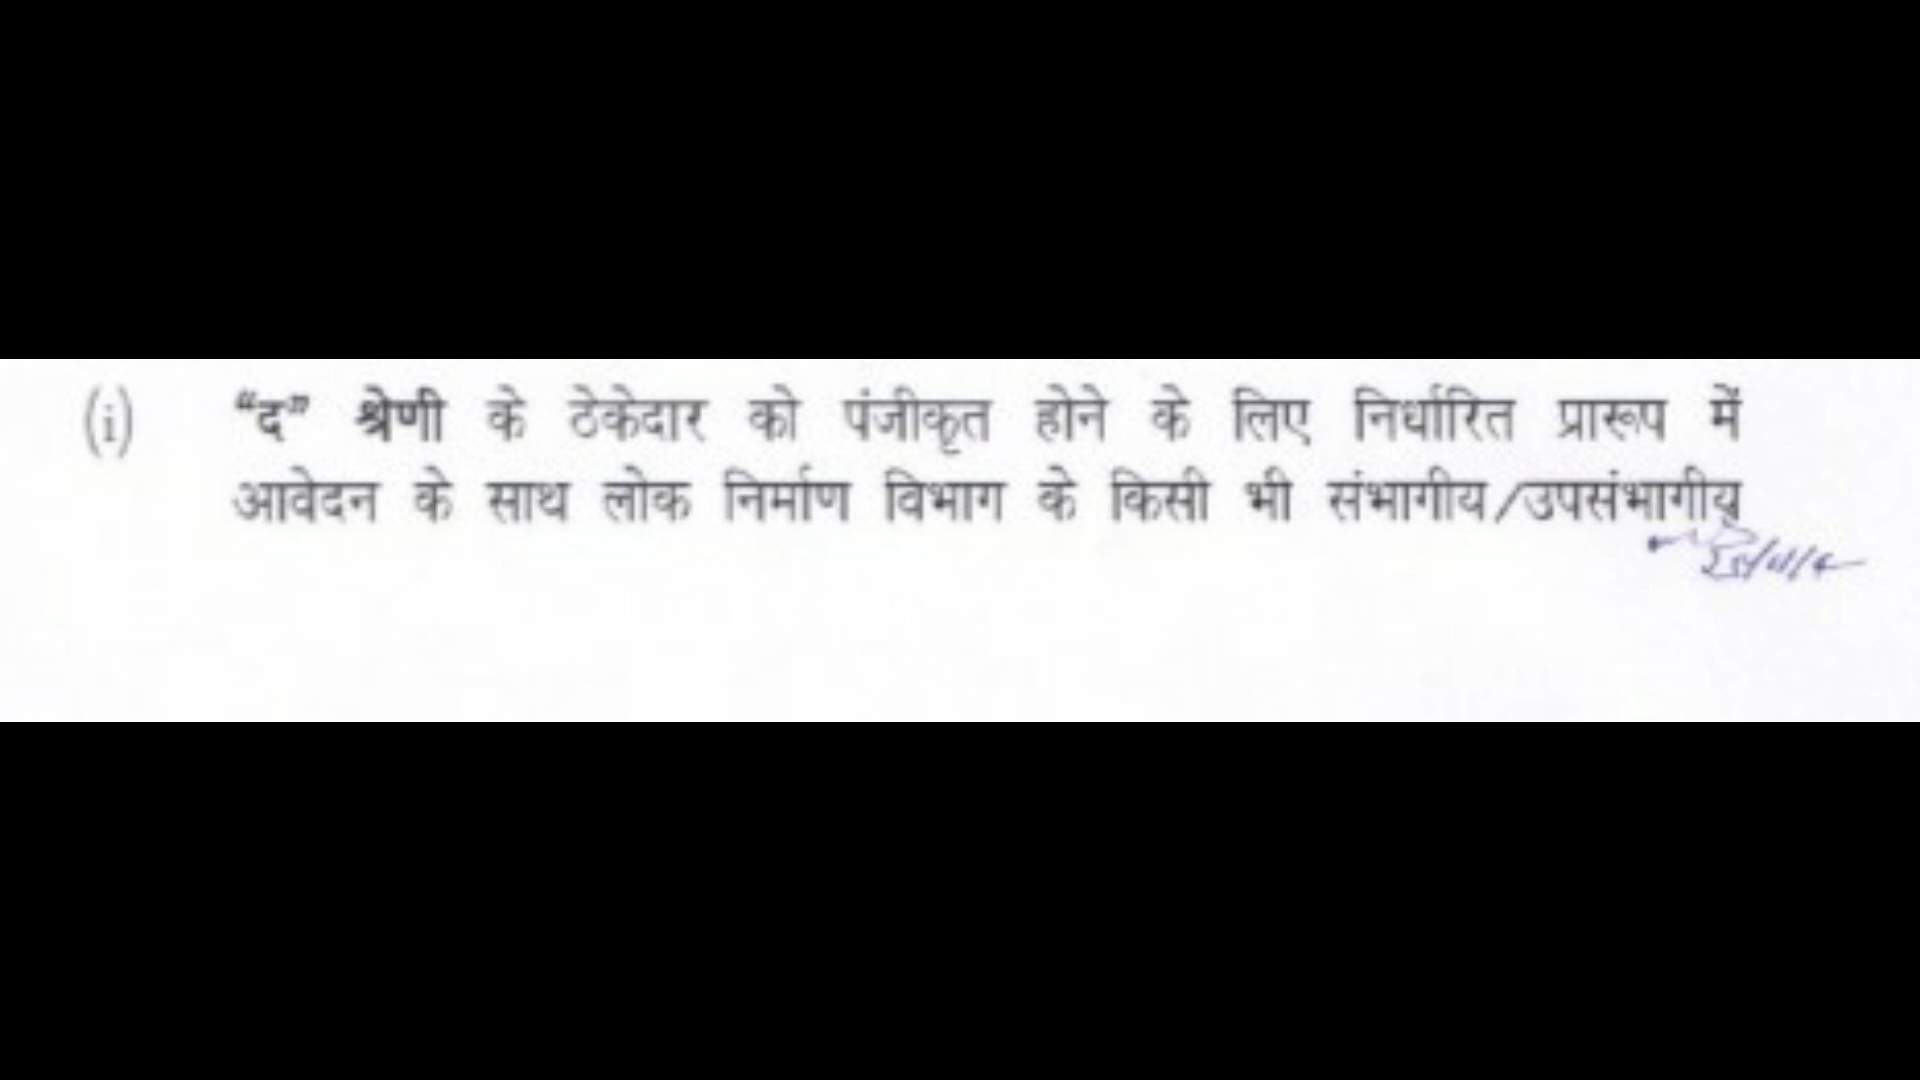 (i) "द" श्रेणी के ठेकेदार को पंजीकृत होने के लिए निर्धारित प्रारूप में
आवेदन के साथ लोक निर्माण विभाग के किसी भी संभागीय/उपसंभागीय